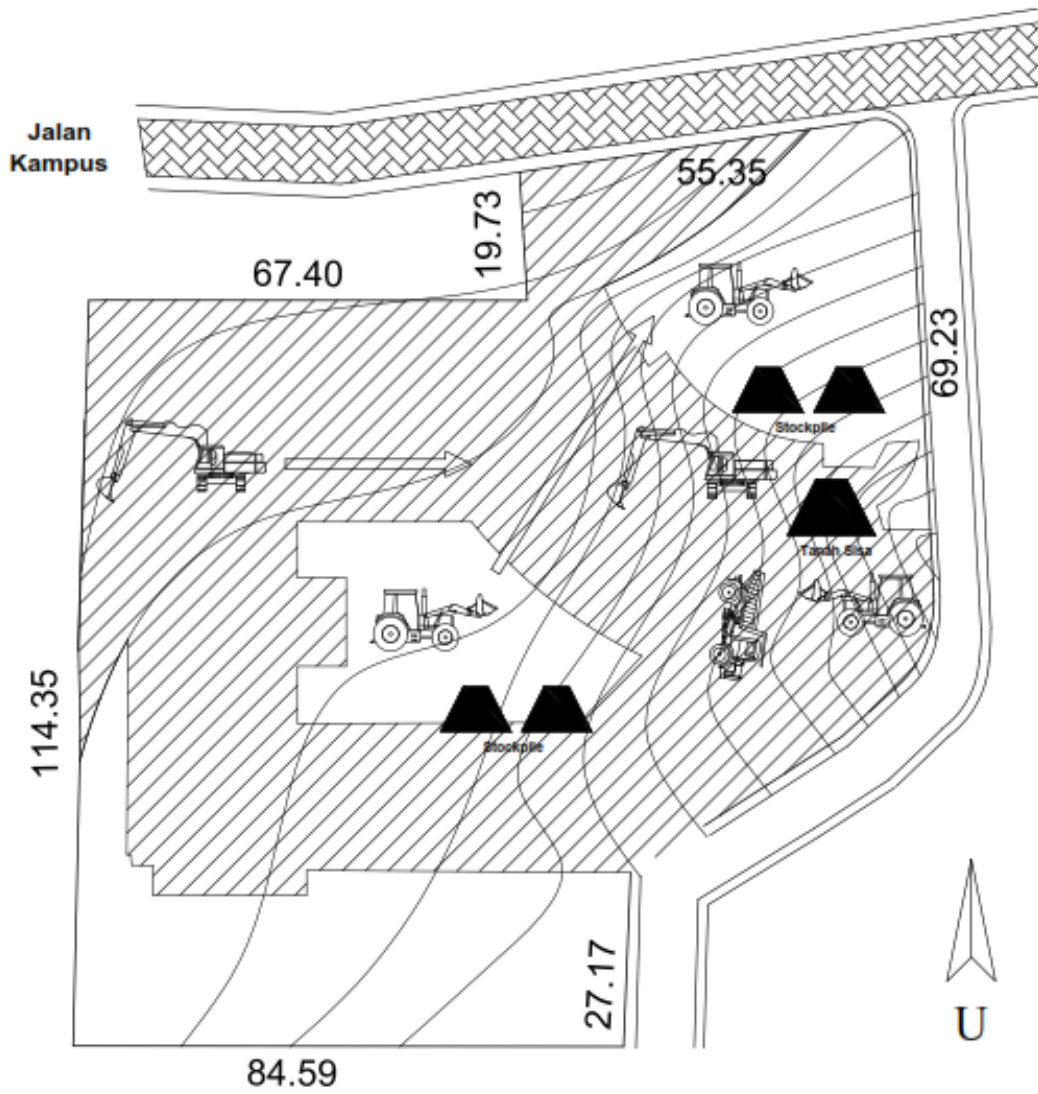 Jalan
Kampus
55.35
19.73
67.40
69.23
Stockpile
Tanah Sisa
114.35
Stockpile
27.17
U
84.59